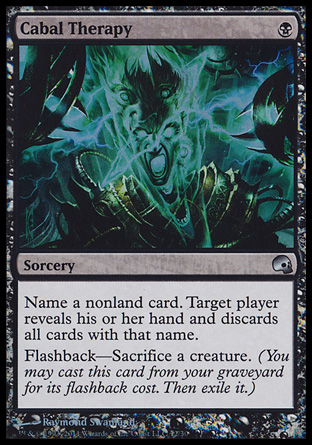 Cabal Therapy
Sorcery
Name a nonland card. Target player
reveals his or her hand and discards
all cards with that name.
Flashback—Sacrifice a creature. (You
may cast this card from your graveyard
for its flashback cost. Then exile it.)
Raymond Swanland